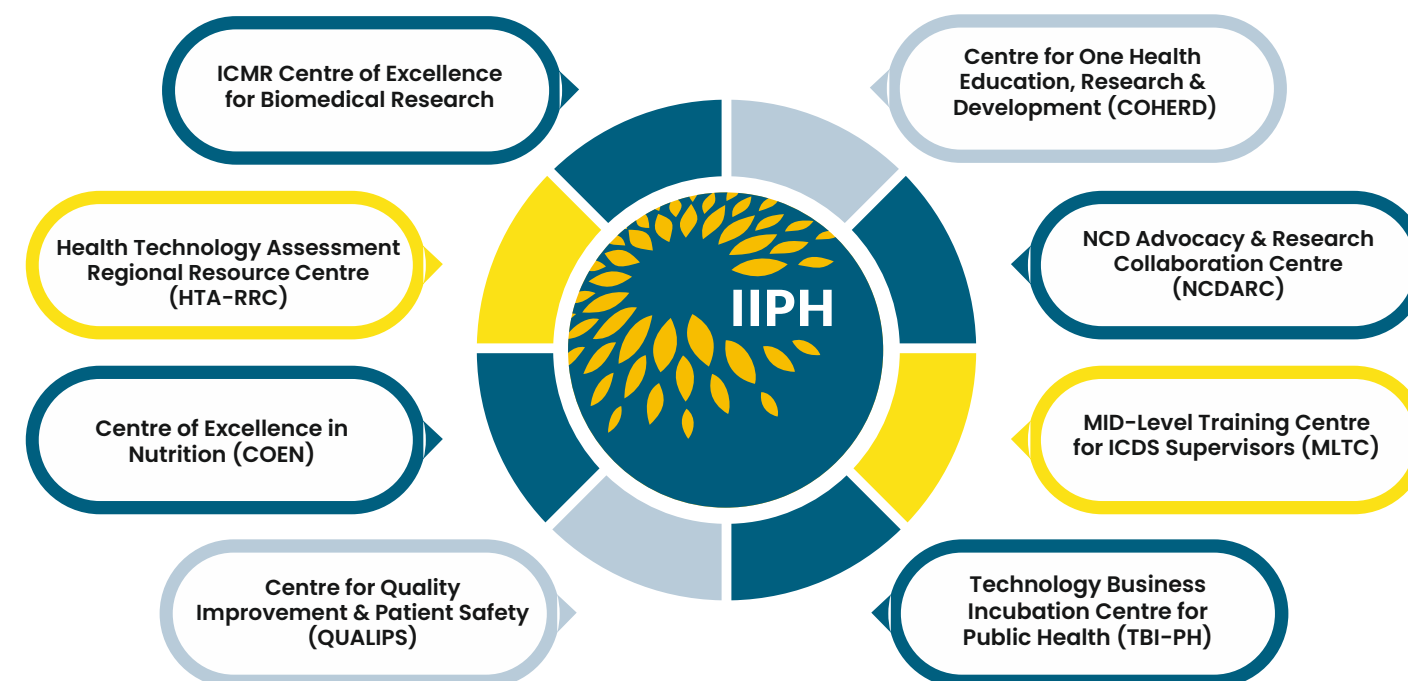 ICMR Centre of Excellence
for Biomedical Research
Centre for One Health
Education, Research &
Development (COHERD)
Health Technology Assessment
Regional Resource Centre
(HTA-RRC)
IIPH
NCD Advocacy & Research
Collaboration Centre
(NCDARC)
Centre of Excellence in
Nutrition (COEN)
MID-Level Training Centre
for ICDS Supervisors (MLTC)
Centre for Quality
Improvement & Patient Safety
(QUALIPS)
Technology Business
Incubation Centre for
Public Health (TBI-PH)